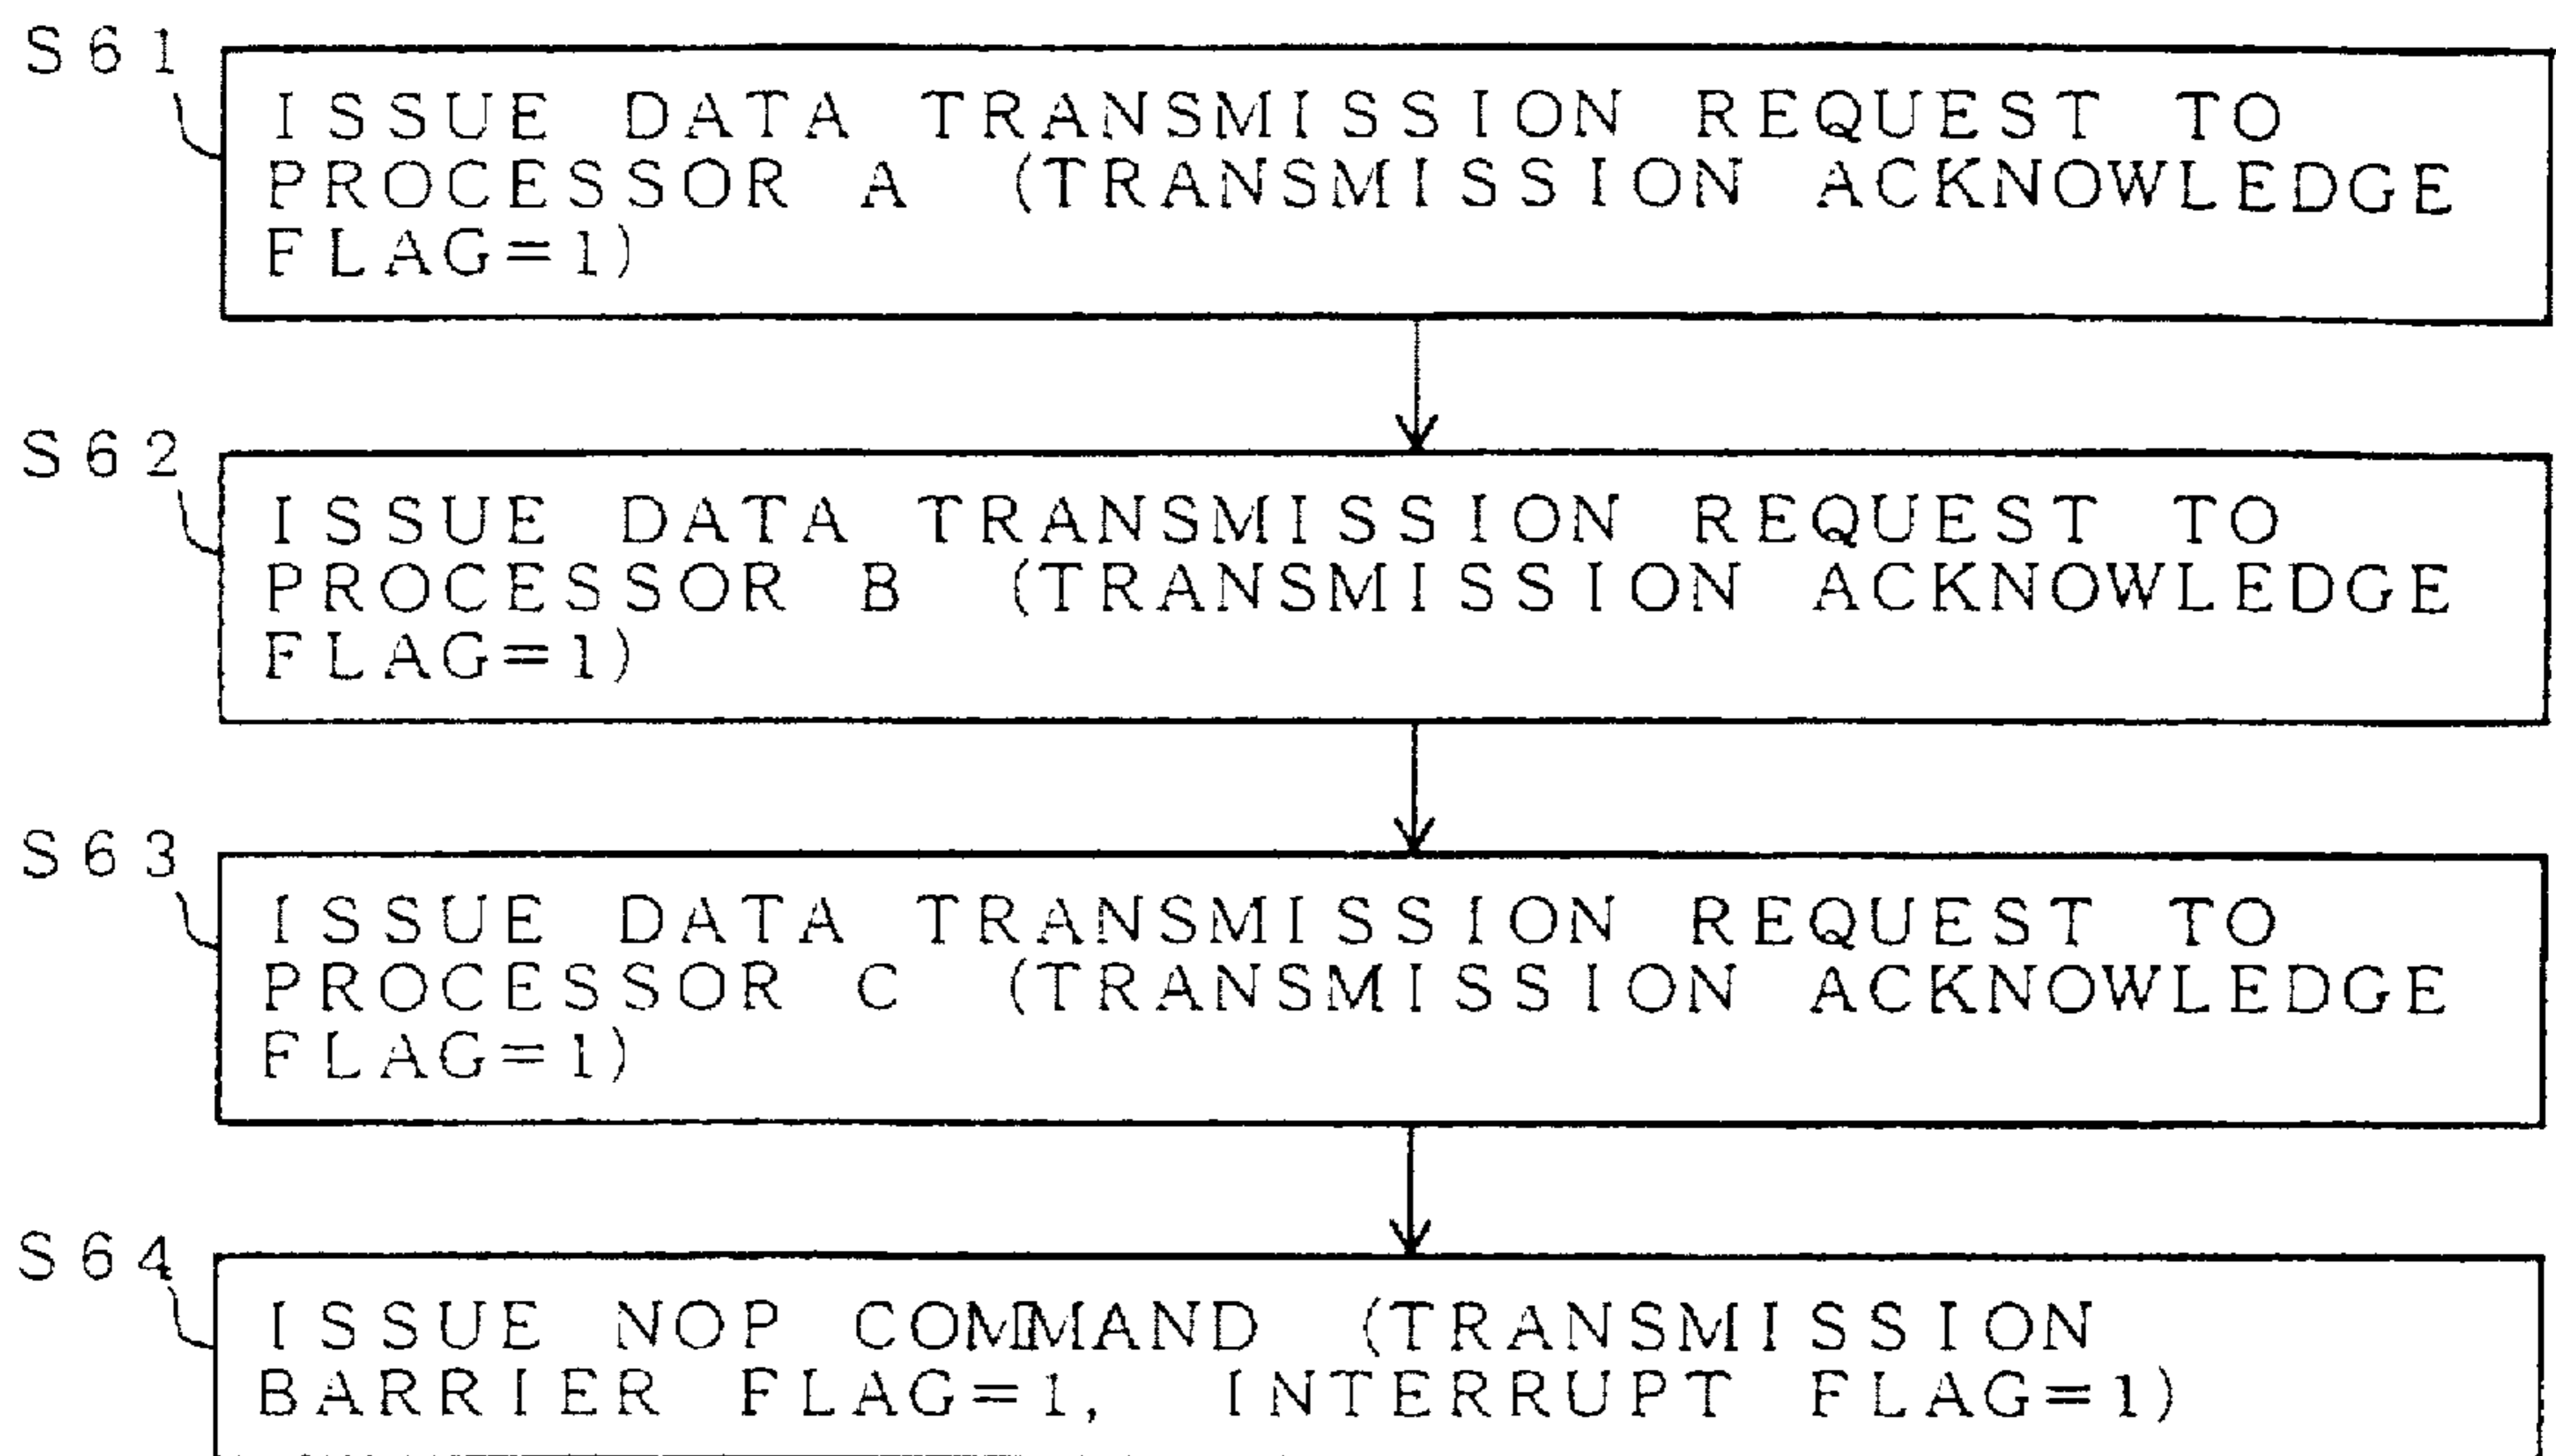 S61
ISSUE DATA TRANSMISSION REQUEST TO
PROCESSOR A (TRANSMISSION ACKNOWLEDGE
FLAG=1)
S62
ISSUE DATA TRANSMISSION REQUEST TO
PROCESSOR B (TRANSMISSION ACKNOWLEDGE
FLAG=1)
S63
ISSUE DATA TRANSMISSION REQUEST TO
PROCESSOR C (TRANSMISSION ACKNOWLEDGE
FLAG=1)
S64
ISSUE NOP COMMAND (TRANSMISSION
BARRIER FLAG=1, INTERRUPT FLAG=1)